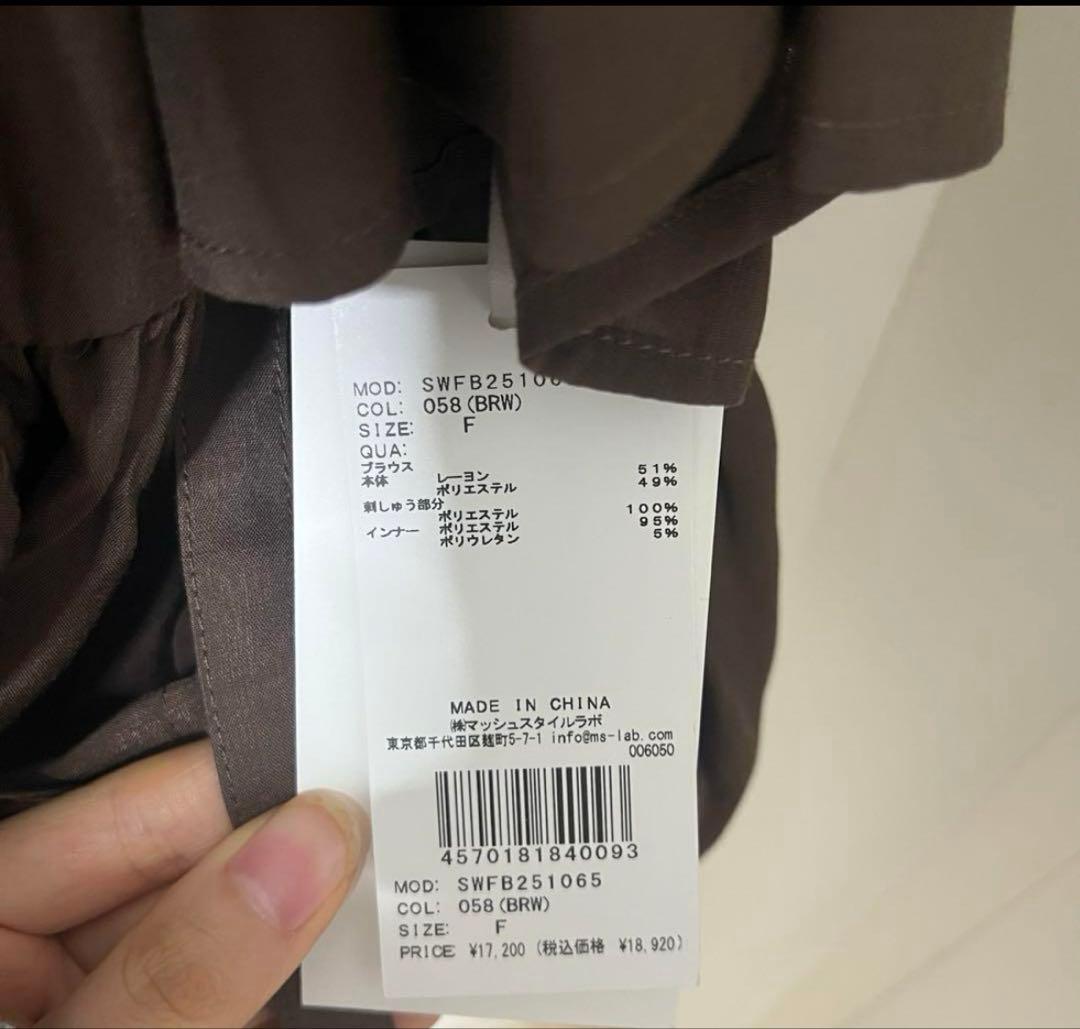 MOD: SWFB25106
COL: 058(BRW)
SIZE: F
QUA:
ブラウス
本体 レーヨン 51%
ポリエステル 49%
刺しゅう部分
ポリエステル 100%
インナー ポリエステル 95%
ポリウレタン 5%
MADE IN CHINA
㈱マッシュスタイルラボ
東京都千代田区麹町5-7-1 info@ms-lab.com
006050
4570181840093
MOD: SWFB251065
COL: 058(BRW)
SIZE: F
PRICE ¥17,200 (税込価格 ¥18,920)